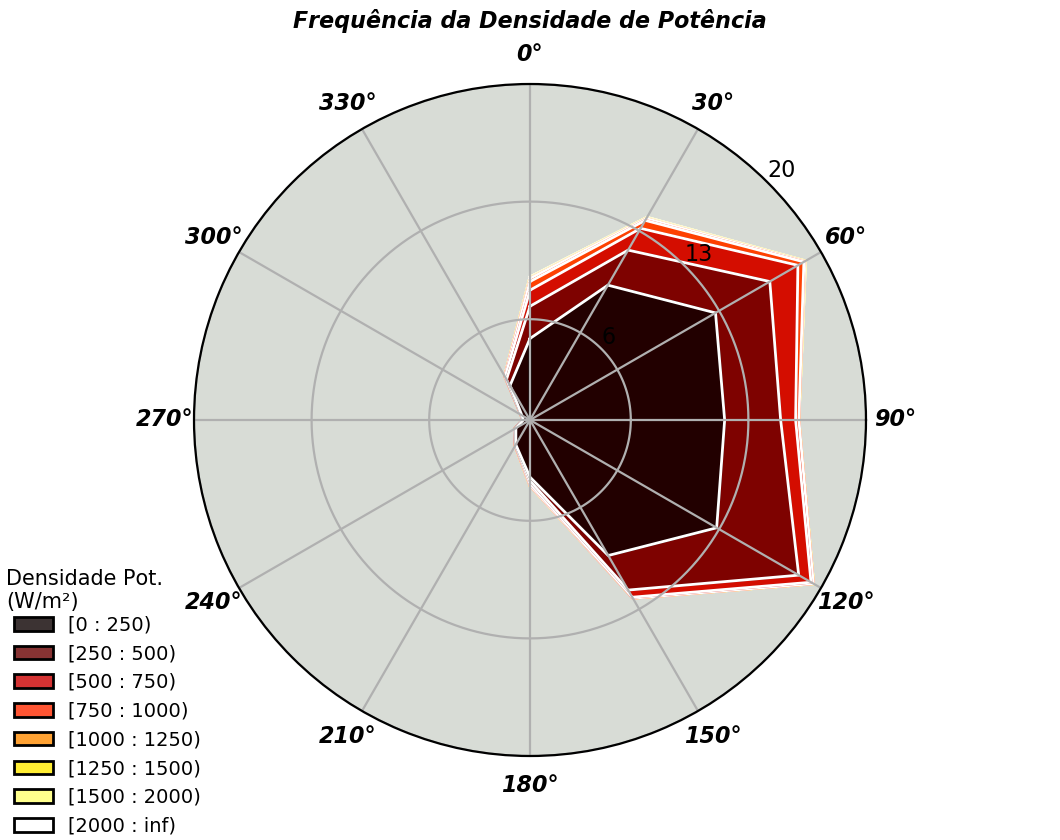 Frequência da Densidade de Potência
0°
330°
30°
20
300°
60°
13
6
270°
90°
240°
120°
210°
150°
180°
Densidade Pot.
(W/m²)
[0 : 250)
[250 : 500)
[500 : 750)
[750 : 1000)
[1000 : 1250)
[1250 : 1500)
[1500 : 2000)
[2000 : inf)